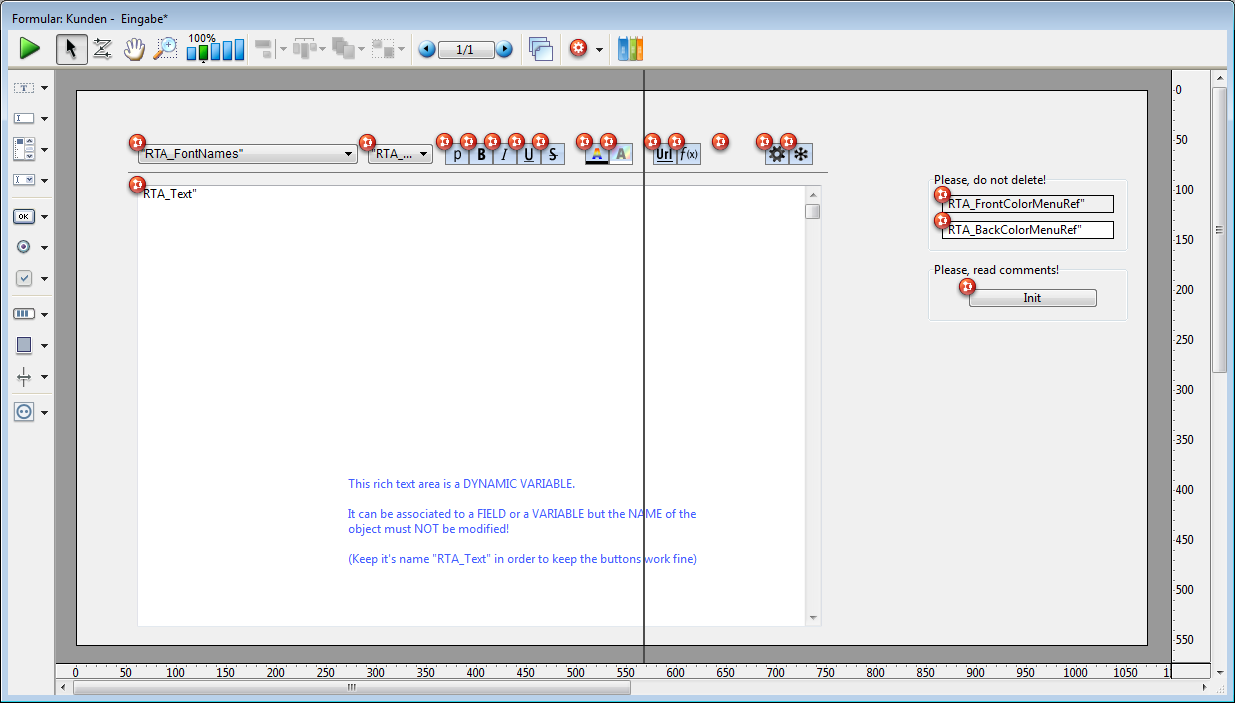 Formular: Kunden - Eingabe*
100%
1/1
"RTA_FontNames"
"RTA_...
p B I U S A A Url f(x)
RTA_Text"
Please, do not delete!
RTA_FrontColorMenuRef"
RTA_BackColorMenuRef"
Please, read comments!
Init
OK
This rich text area is a DYNAMIC VARIABLE.
It can be associated to a FIELD or a VARIABLE but the NAME of the
object must NOT be modified!
(Keep it's name "RTA_Text" in order to keep the buttons work fine)
0
50
100
150
200
250
300
350
400
450
500
550
0 50 100 150 200 250 300 350 400 450 500 550 600 650 700 750 800 850 900 950 1000 1050